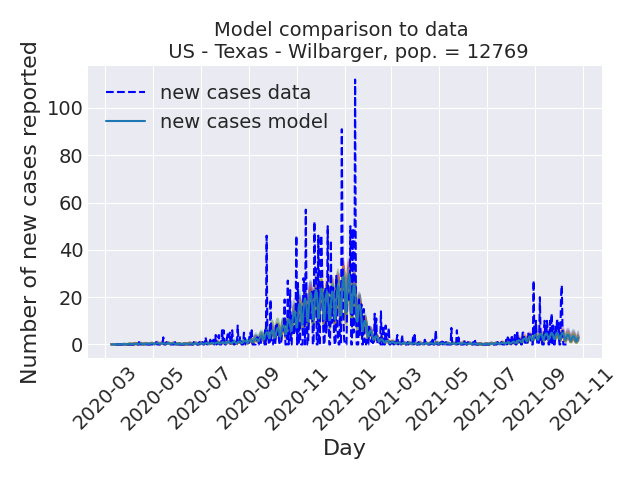 Model comparison to data
US - Texas - Wilbarger, pop. = 12769
Number of new cases reported
new cases data
new cases model
100
80
60
40
20
0
2020-03
2020-05
2020-07
2020-09
2020-11
2021-01
2021-03
2021-05
2021-07
2021-09
2021-11
Day